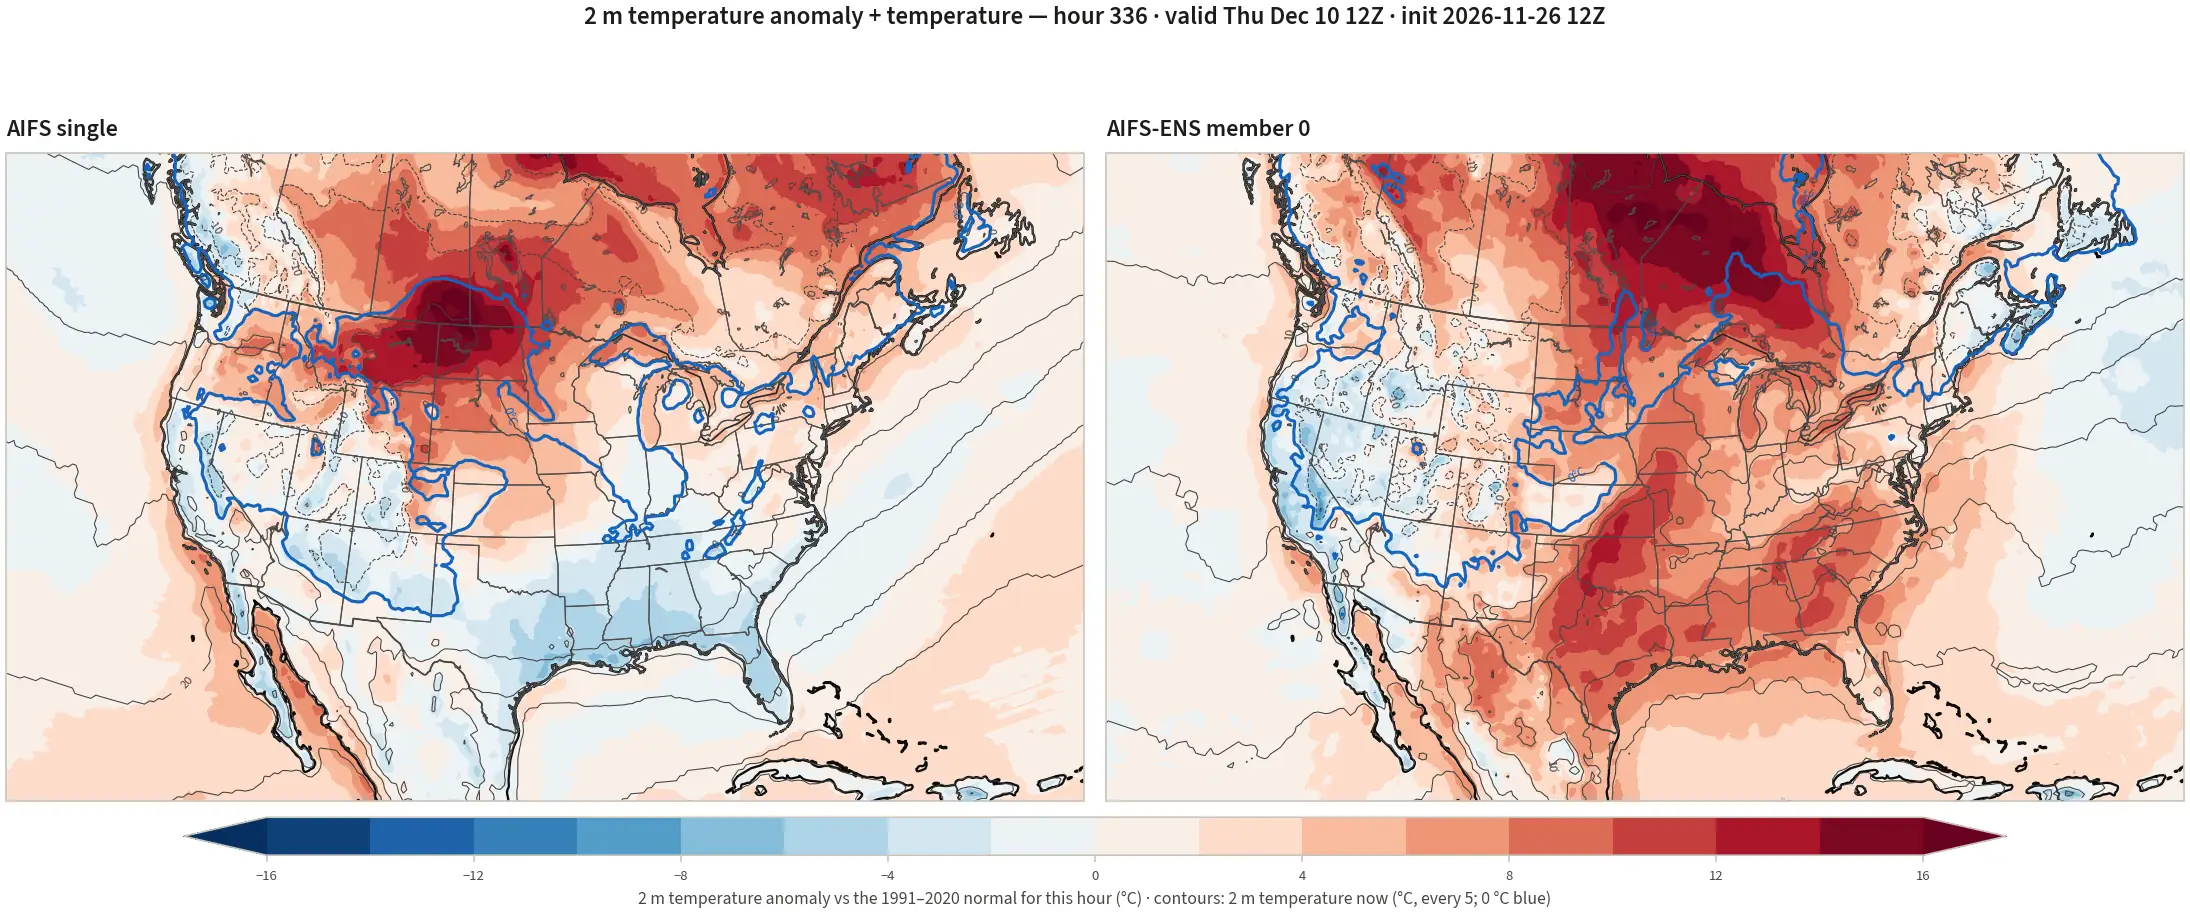 2 m temperature anomaly + temperature — hour 336 · valid Thu Dec 10 12Z · init 2026-11-26 12Z
AIFS single
AIFS-ENS member 0
20
0°C
−16
−12
−8
−4
0
4
8
12
16
2 m temperature anomaly vs the 1991–2020 normal for this hour (°C) · contours: 2 m temperature now (°C, every 5; 0 °C blue)